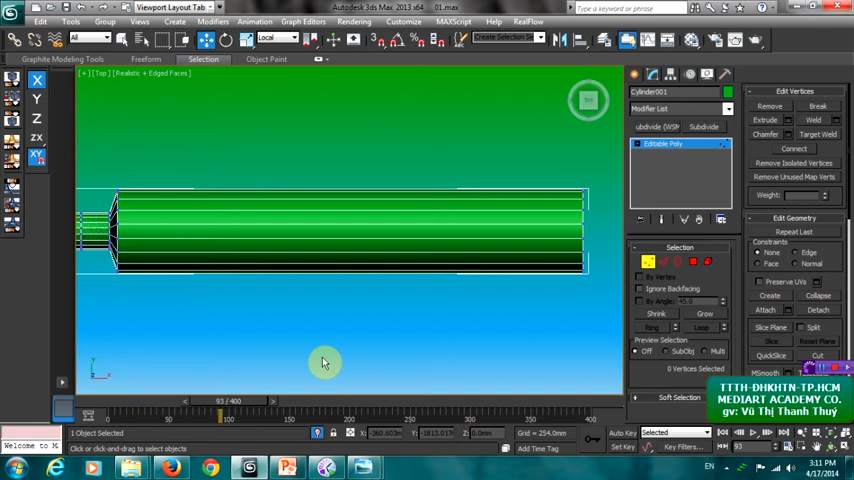 Viewport Layout Tab
Autodesk 3ds Max 2013 x64
01.max
Type a keyword or phrase
Edit
Tools
Group
Views
Create
Modifiers
Animation
Graph Editors
Rendering
Customize
MAXScript
Help
RealFlow
All
Local
Create Selection Se
Graphite Modeling Tools
Freeform
Selection
Object Paint
[ + ] [ Top ] [ Realistic + Edged Faces ]
X
Y
Z
ZX
XY
TOP
Cylinder001
Modifier List
ubdivide (WSM
Subdivide
Editable Poly
Selection
By Vertex
Ignore Backfacing
By Angle: 45.0
Shrink
Grow
Ring
Loop
Preview Selection
Off
SubObj
Multi
0 Vertices Selected
Soft Selection
Edit Vertices
Remove
Break
Extrude
Weld
Chamfer
Target Weld
Connect
Remove Isolated Vertices
Remove Unused Map Verts
Weight:
Edit Geometry
Repeat Last
Constraints
None
Edge
Face
Normal
Preserve UVs
Create
Collapse
Attach
Detach
Slice Plane
Split
Slice
Reset Plane
QuickSlice
Cut
MSmooth
TTTH-ĐHKHTN-TP.HCM
MEDIART ACADEMY CO.
gv: Vũ Thị Thanh Thuý
93 / 400
0
50
100
150
200
250
300
350
400
Welcome to M
1 Object Selected
Click or click-and-drag to select objects
X: -360.603m
Y: -1813.017m
Z: 0.0mm
Grid = 254.0mm
Add Time Tag
Auto Key
Selected
Set Key
Key Filters...
93
EN
3:11 PM
4/17/2014